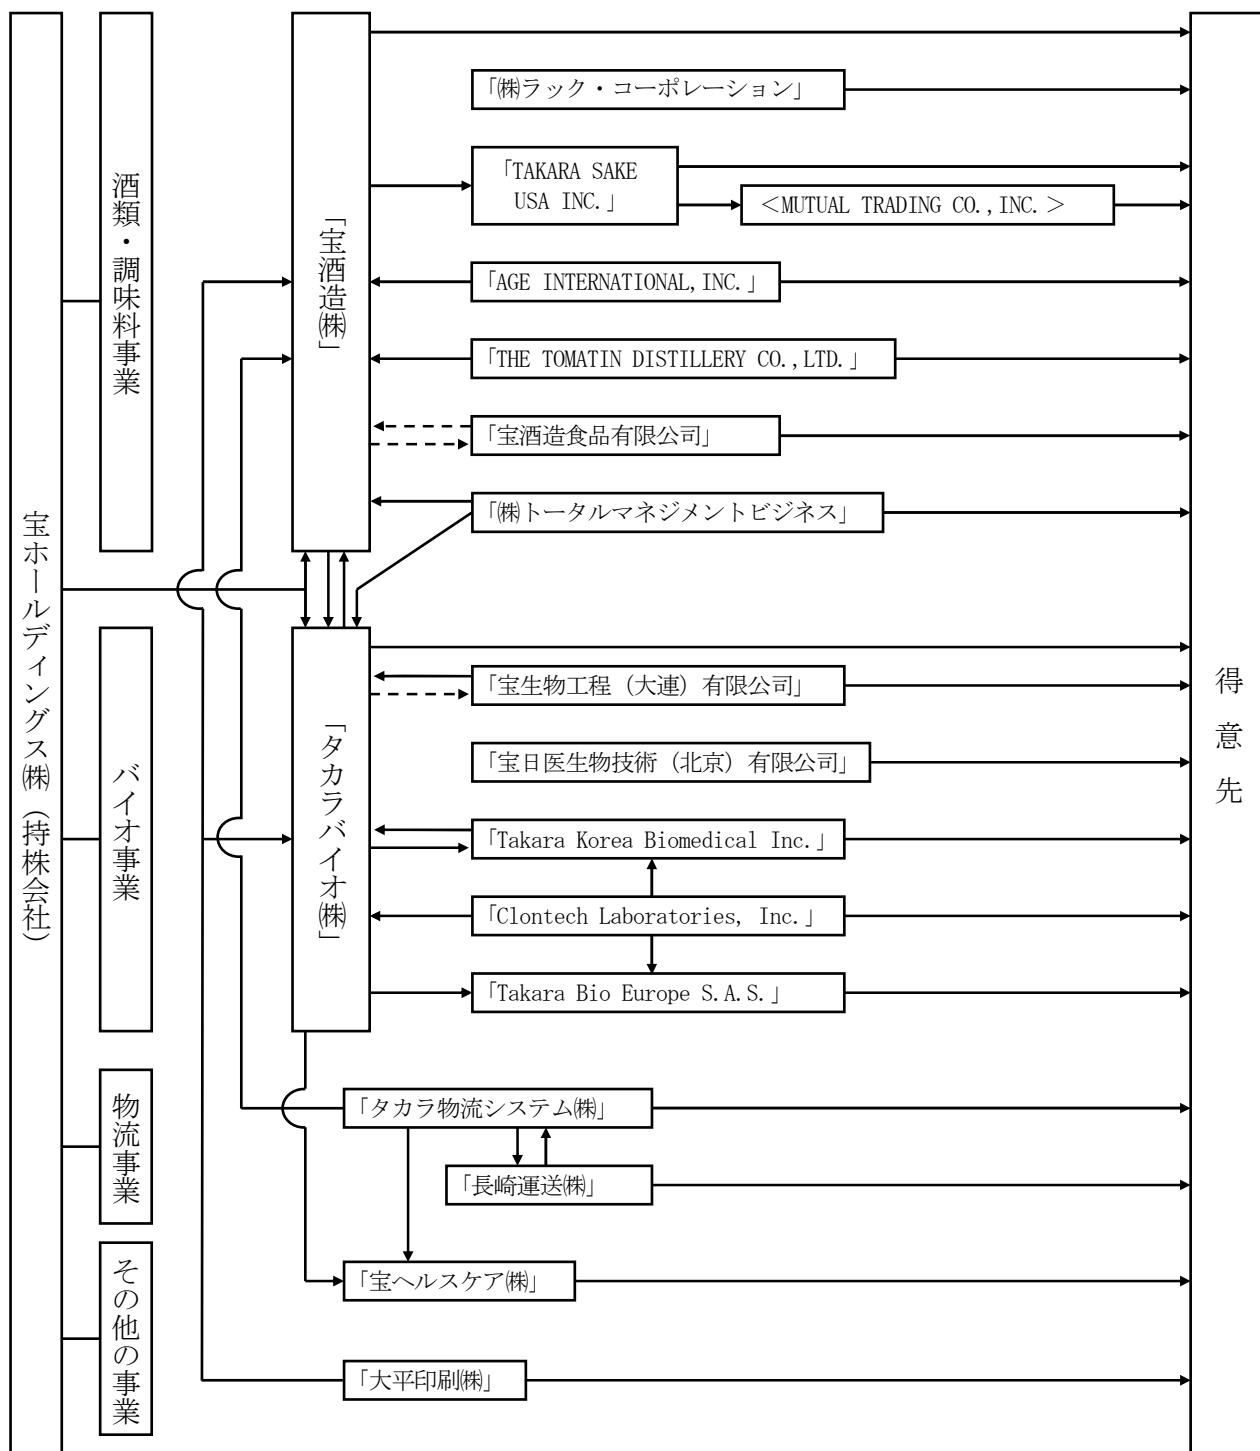 宝ホールディングス㈱（持株会社）
酒類・調味料事業
「宝酒造㈱」
「㈱ラック・コーポレーション」
「TAKARA SAKE
USA INC.」
＜MUTUAL TRADING CO.,INC.＞
「AGE INTERNATIONAL,INC.」
「THE TOMATIN DISTILLERY CO.,LTD.」
「宝酒造食品有限公司」
「㈱トータルマネジメントビジネス」
バイオ事業
「タカラバイオ㈱」
「宝生物工程（大連）有限公司」
「宝日医生物技術（北京）有限公司」
「Takara Korea Biomedical Inc.」
「Clontech Laboratories, Inc.」
「Takara Bio Europe S.A.S.」
物流事業
「タカラ物流システム㈱」
「長崎運送㈱」
その他の事業
「宝ヘルスケア㈱」
「大平印刷㈱」
得意先